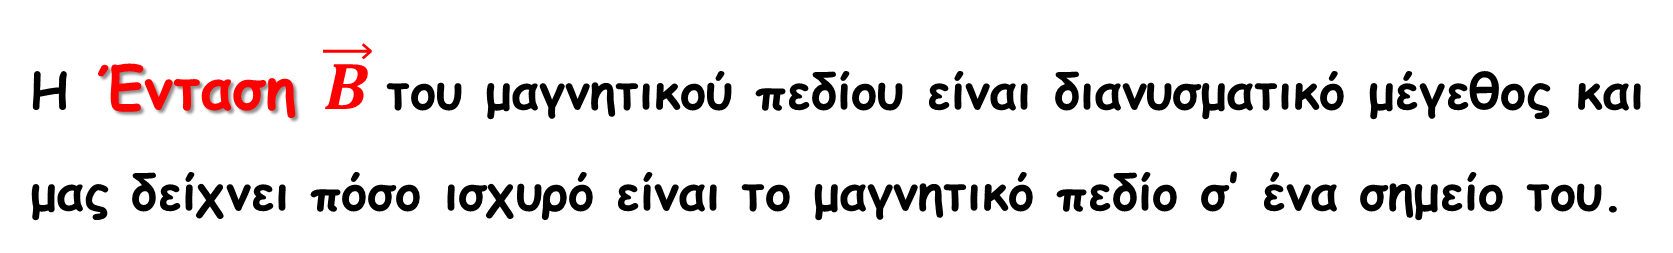 Η Ένταση $\vec{B}$ του μαγνητικού πεδίου είναι διανυσματικό μέγεθος και
μας δείχνει πόσο ισχυρό είναι το μαγνητικό πεδίο σ' ένα σημείο του.